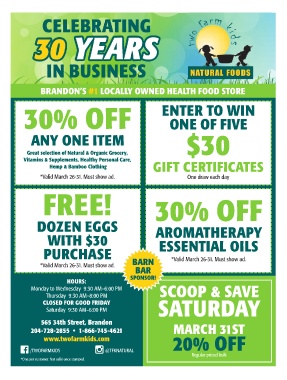 CELEBRATING
30 YEARS
IN BUSINESS
two farm kids
NATURAL FOODS
BRANDON'S #1 LOCALLY OWNED HEALTH FOOD STORE
30% OFF
ANY ONE ITEM
Great selection of Natural & Organic Grocery,
Vitamins & Supplements, Healthy Personal Care,
Hemp & Bamboo Clothing
*Valid March 26-31. Must show ad.
ENTER TO WIN
ONE OF FIVE
$30
GIFT CERTIFICATES
One draw each day
FREE!
DOZEN EGGS
WITH $30
PURCHASE
*Valid March 26-31. Must show ad.
30% OFF
AROMATHERAPY
ESSENTIAL OILS
*Valid March 26-31. Must show ad.
BARN
BAR
SPONSOR!
HOURS:
Monday to Wednesday 9:30 AM-6:00 PM
Thursday 9:30 AM-8:00 PM
CLOSED FOR GOOD FRIDAY
Saturday 9:30 AM-6:00 PM
565 34th Street, Brandon
204-728-2855 • 1-866-745-4621
www.twofarmkids.com
/TWOFARMKIDS
@TFKNATURAL
SCOOP & SAVE
SATURDAY
MARCH 31ST
20% OFF
Regular priced bulk